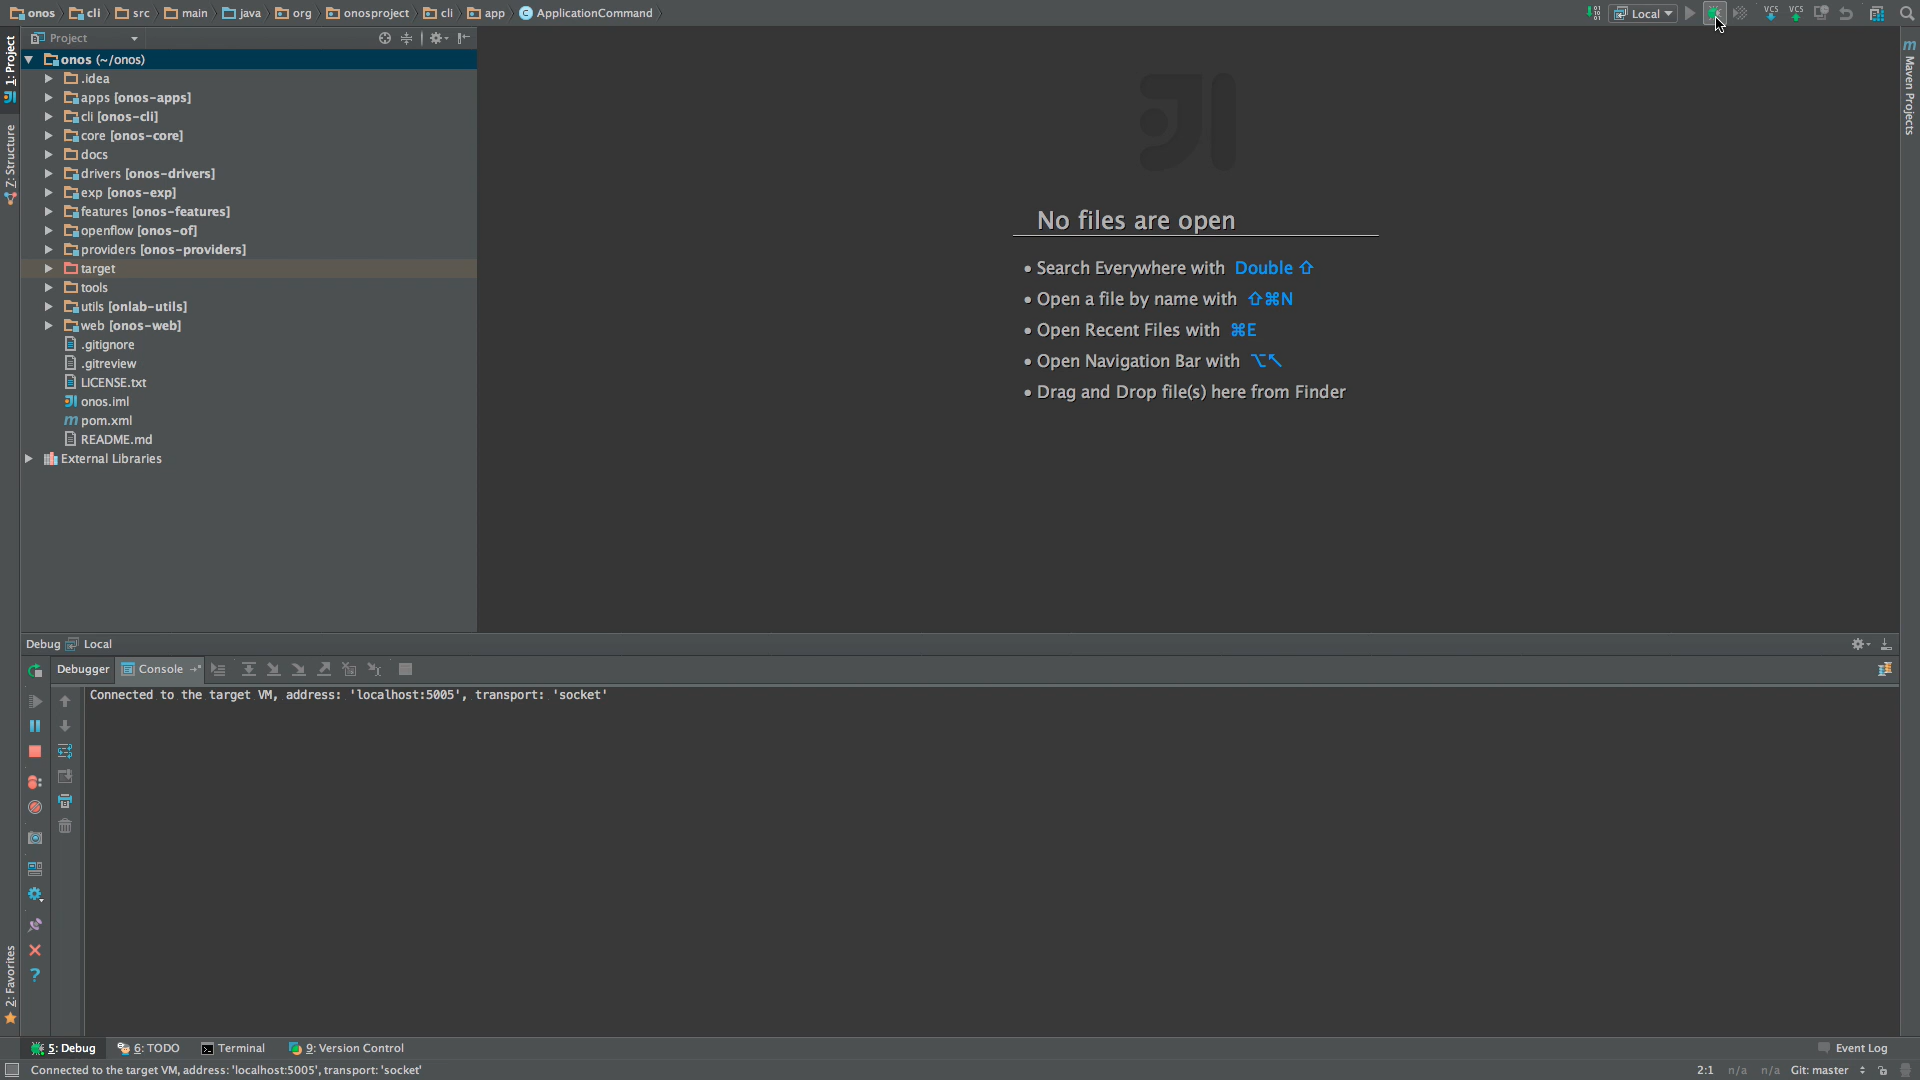 onos cli src main java org onosproject cli app ApplicationCommand Local VCS VCS
1: Project
Project
onos (~/onos)
.idea
apps [onos-apps]
cli [onos-cli]
core [onos-core]
docs
drivers [onos-drivers]
exp [onos-exp]
features [onos-features]
openflow [onos-of]
providers [onos-providers]
target
tools
utils [onlab-utils]
web [onos-web]
.gitignore
.gitreview
LICENSE.txt
onos.iml
pom.xml
README.md
External Libraries
Z: Structure
2: Favorites
Maven Projects
No files are open
• Search Everywhere with Double ⇧
• Open a file by name with ⇧⌘N
• Open Recent Files with ⌘E
• Open Navigation Bar with ⌥↖
• Drag and Drop file(s) here from Finder
Debug Local
Debugger Console
Connected to the target VM, address: 'localhost:5005', transport: 'socket'
5: Debug 6: TODO Terminal 9: Version Control Event Log
Connected to the target VM, address: 'localhost:5005', transport: 'socket' 2:1 n/a n/a Git: master